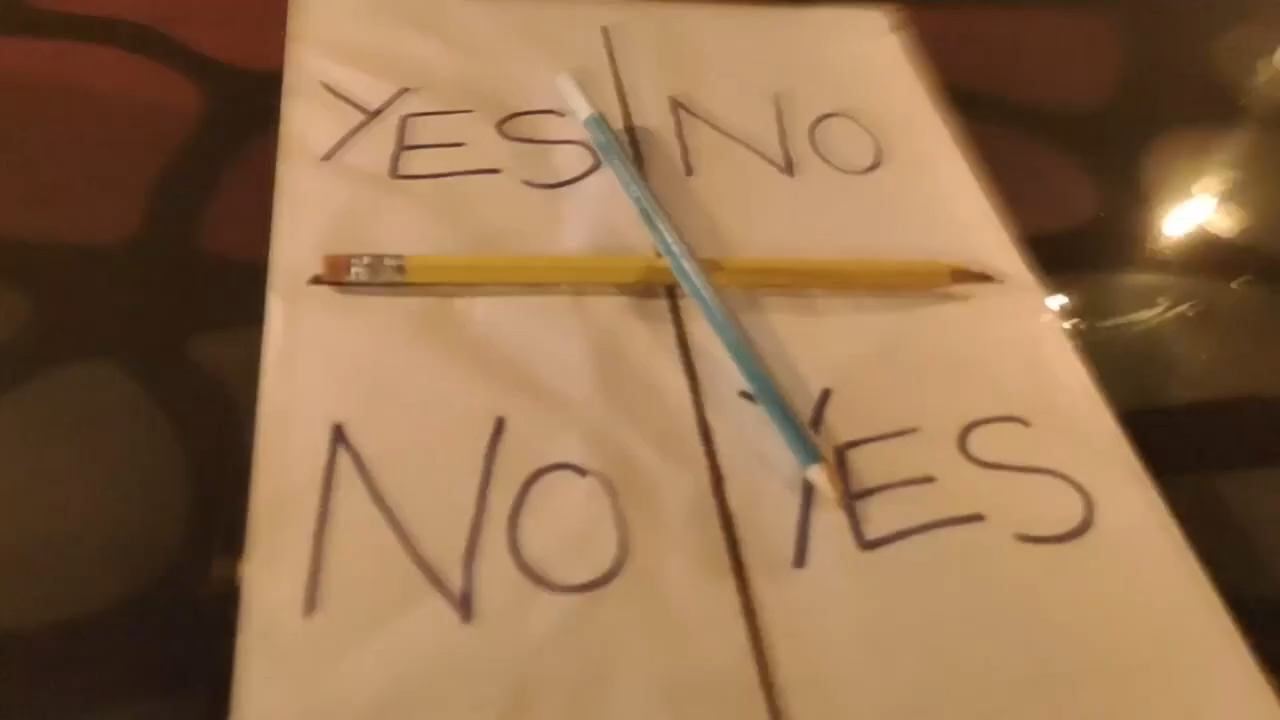 YES NO
NO YES